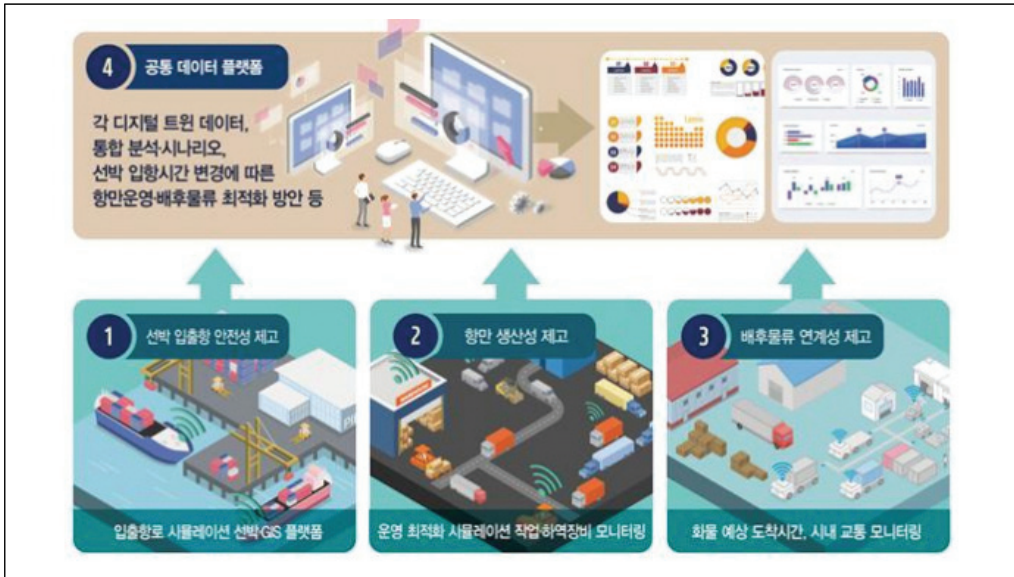 4 공통 데이터 플랫폼
각 디지털 트윈 데이터,
통합 분석·시나리오,
선박 입항시간 변경에 따른
항만운영·배후물류 최적화 방안 등
1 선박 입출항 안전성 제고
입출항로 시뮬레이션 선박·GIS 플랫폼
2 항만 생산성 제고
운영 최적화 시뮬레이션 작업·하역장비 모니터링
3 배후물류 연계성 제고
화물 예상 도착시간, 시내 교통 모니터링